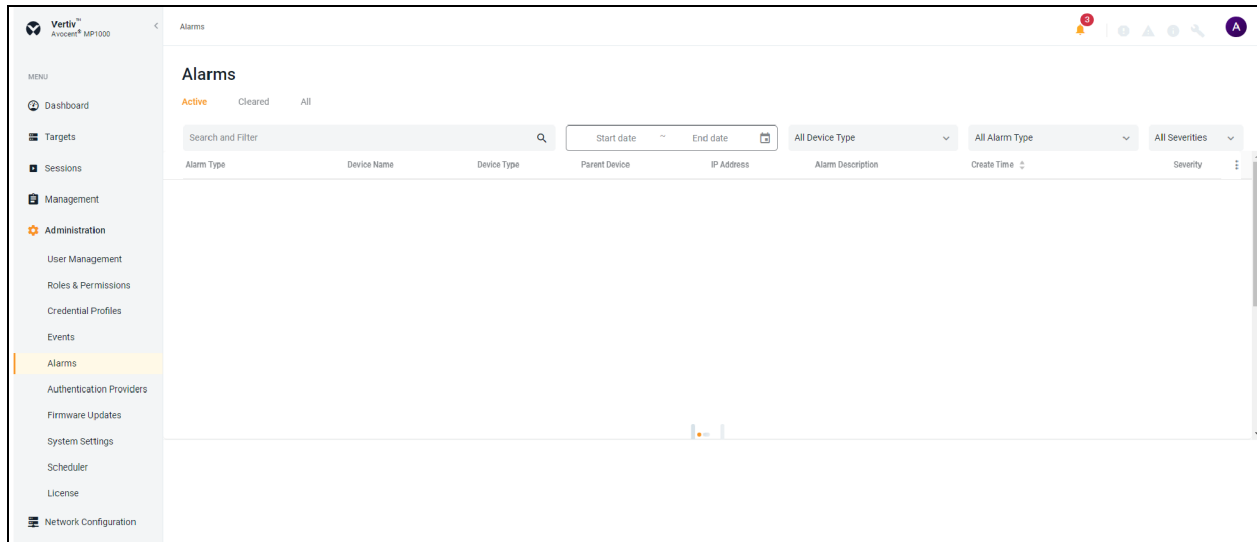 Vertiv™
Avocent® MP1000
Alarms
3
A
MENU
Alarms
Dashboard
Active Cleared All
Targets
Search and Filter Start date ~ End date All Device Type All Alarm Type All Severities
Sessions
Alarm Type Device Name Device Type Parent Device IP Address Alarm Description Create Time Severity
Management
Administration
User Management
Roles & Permissions
Credential Profiles
Events
Alarms
Authentication Providers
Firmware Updates
System Settings
Scheduler
License
Network Configuration